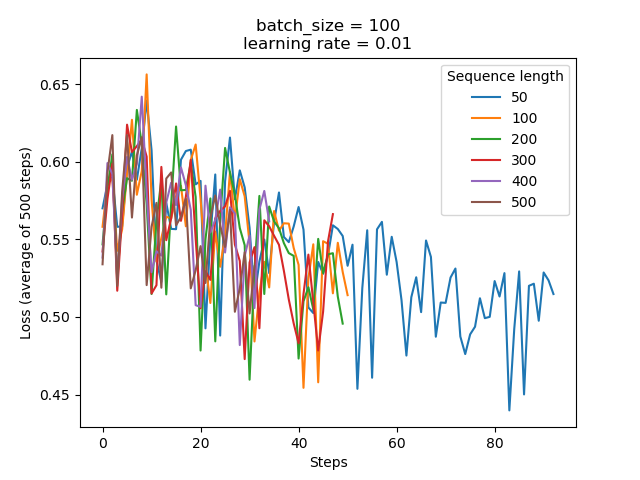 batch_size = 100
learning rate = 0.01
Sequence length
50
100
200
300
400
500
Loss (average of 500 steps)
0.65
0.60
0.55
0.50
0.45
0 20 40 60 80
Steps